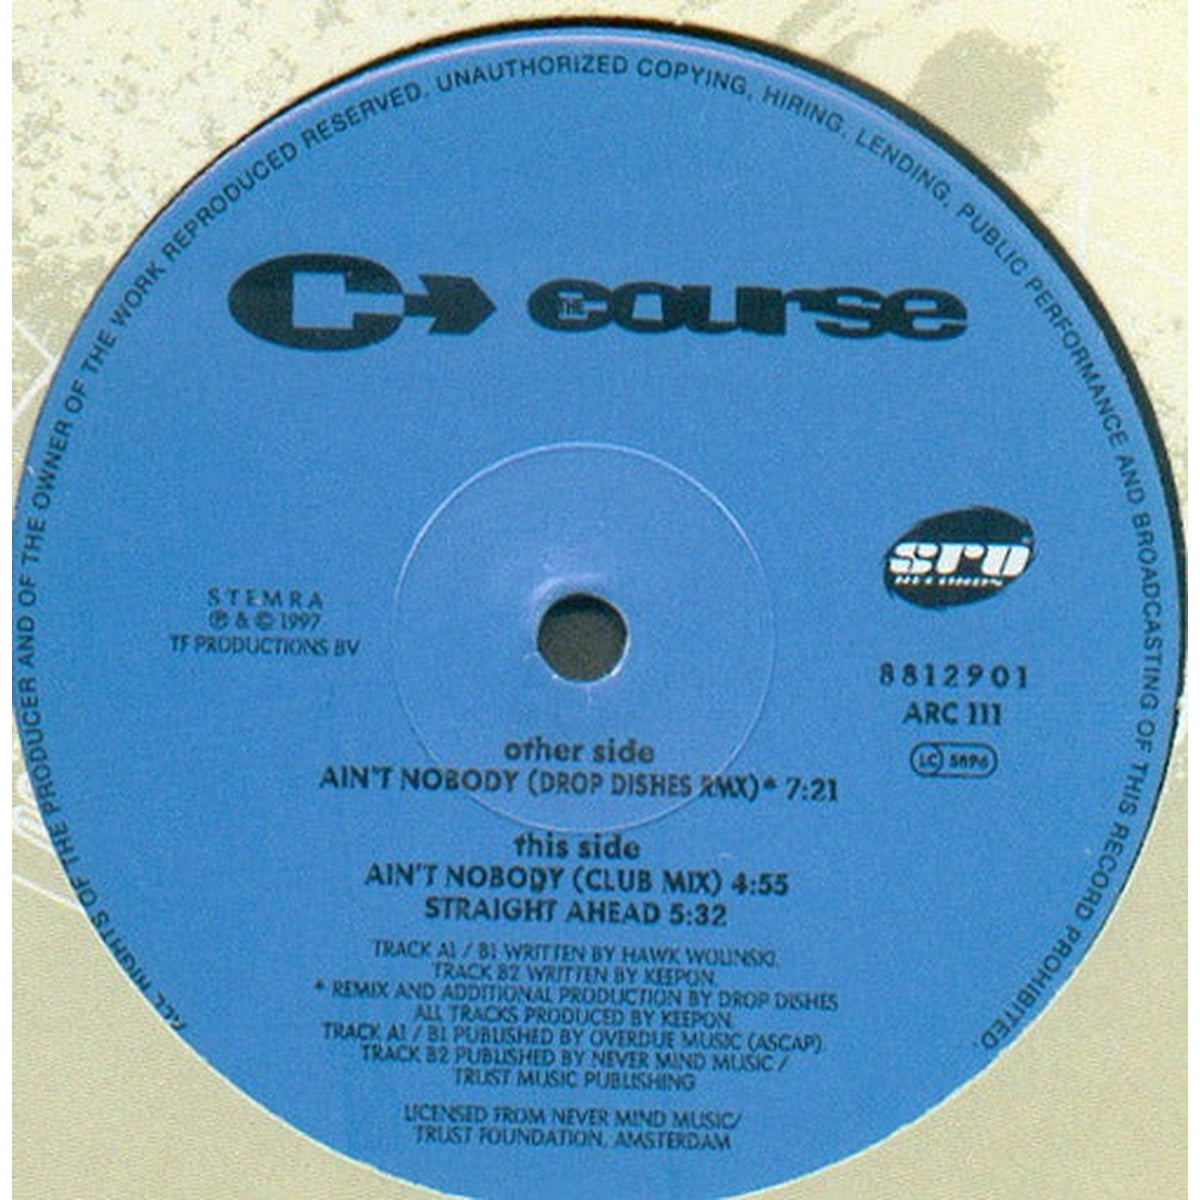 ALL RIGHTS OF THE PRODUCER AND OF THE OWNER OF THE WORK REPRODUCED RESERVED. UNAUTHORIZED COPYING, HIRING, LENDING, PUBLIC PERFORMANCE AND BROADCASTING OF THIS RECORD PROHIBITED.
THE course
sro
RECORDS
STEMRA
℗ & © 1997
TF PRODUCTIONS BV
8812901
ARC 111
LC 5896
other side
AIN'T NOBODY (DROP DISHES RMX)* 7:21
this side
AIN'T NOBODY (CLUB MIX) 4:55
STRAIGHT AHEAD 5:32
TRACK A1 / B1 WRITTEN BY HAWK WOLINSKI.
TRACK B2 WRITTEN BY KEEPON.
* REMIX AND ADDITIONAL PRODUCTION BY DROP DISHES
ALL TRACKS PRODUCED BY KEEPON.
TRACK A1 / B1 PUBLISHED BY OVERDUE MUSIC (ASCAP)
TRACK B2 PUBLISHED BY NEVER MIND MUSIC /
TRUST MUSIC PUBLISHING
LICENSED FROM NEVER MIND MUSIC/
TRUST FOUNDATION, AMSTERDAM